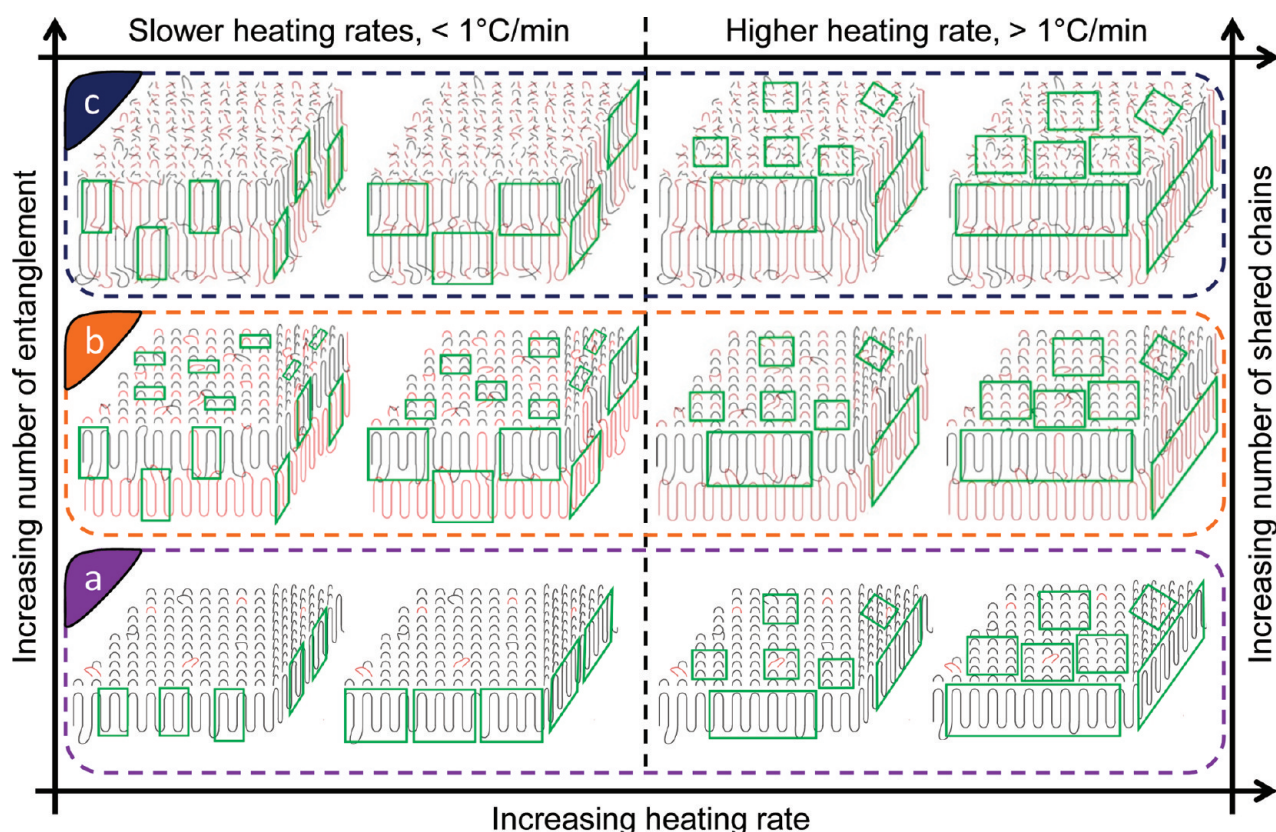 Slower heating rates, < 1°C/min
Higher heating rate, > 1°C/min
c
b
a
Increasing number of entanglement
Increasing number of shared chains
Increasing heating rate